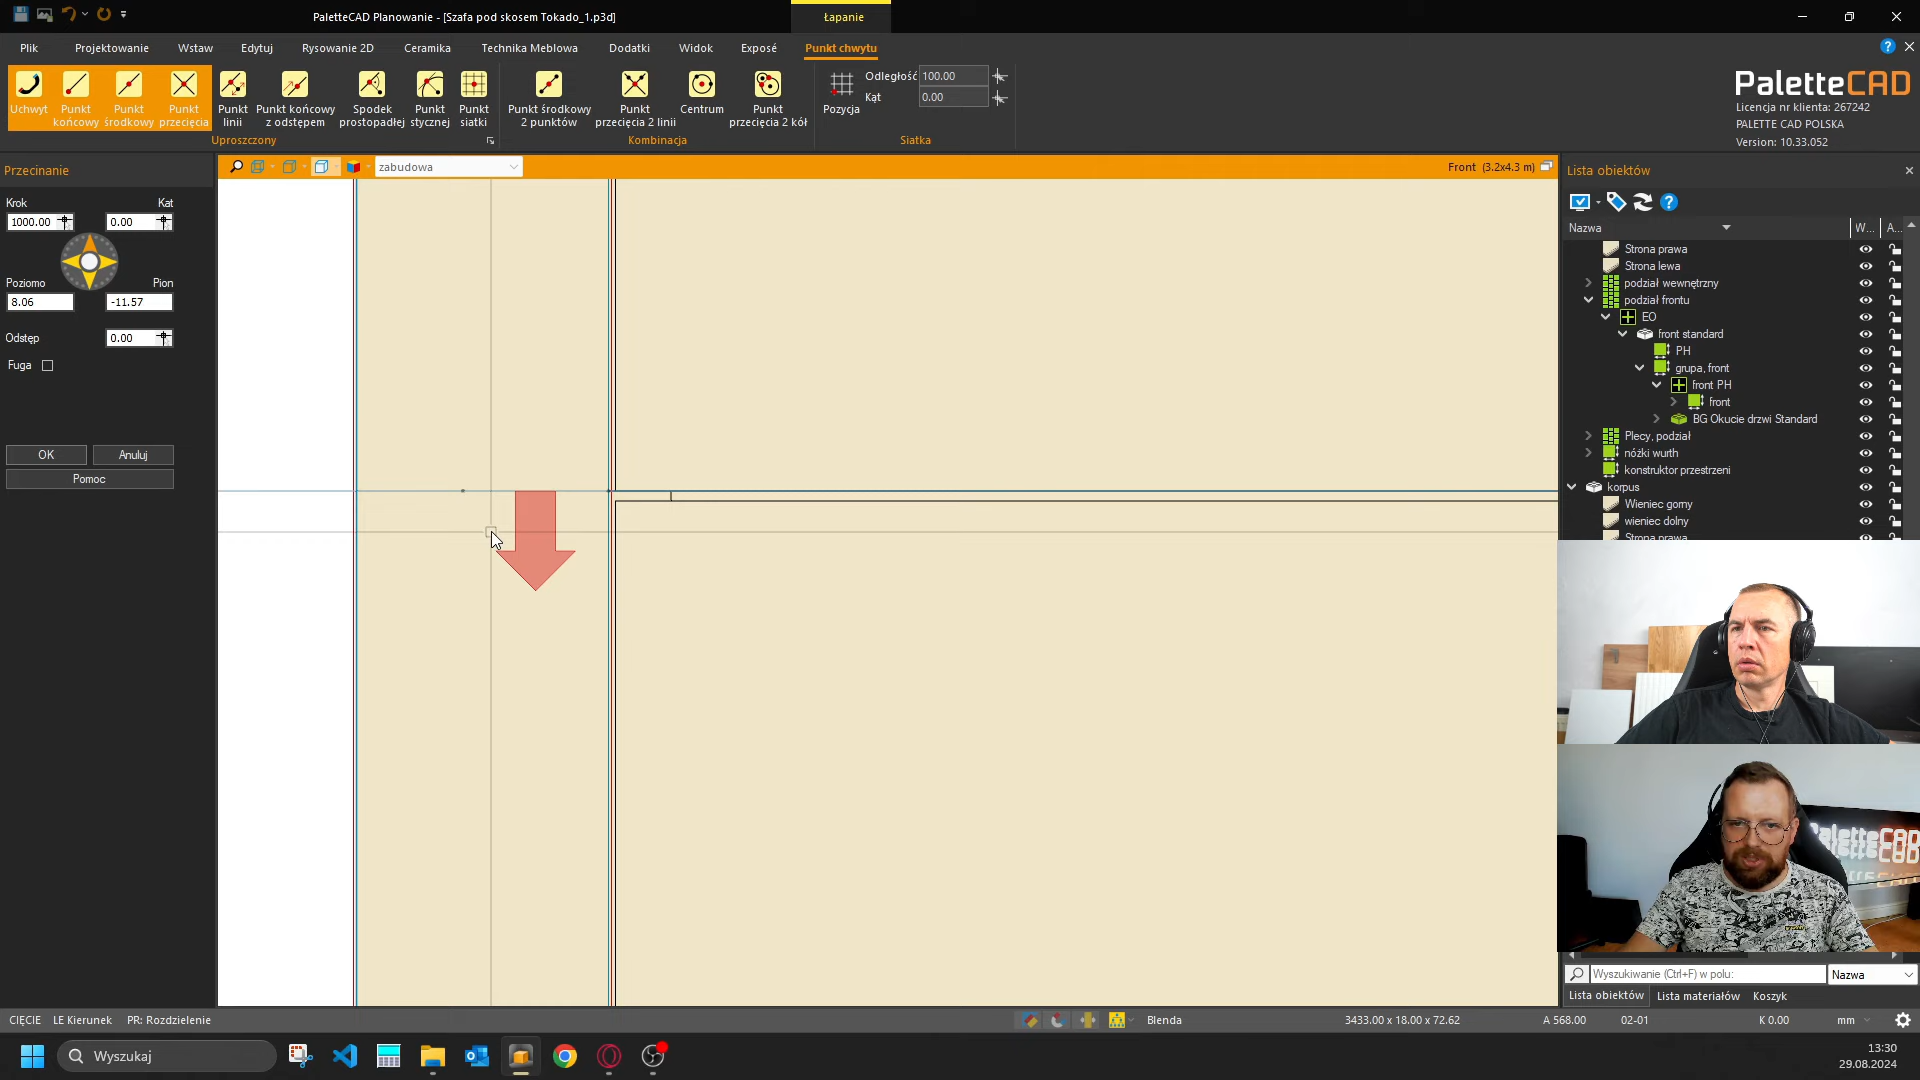 PaletteCAD Planowanie - [Szafa pod skosem Tokado_1.p3d]
Łapanie
Plik
Projektowanie
Wstaw
Edytuj
Rysowanie 2D
Ceramika
Technika Meblowa
Dodatki
Widok
Exposé
Punkt chwytu
Uchwyt
Punkt końcowy
Punkt środkowy
Punkt przecięcia
Punkt linii
Punkt końcowy z odstępem
Spodek prostopadłej
Punkt stycznej
Punkt siatki
Punkt środkowy 2 punktów
Punkt przecięcia 2 linii
Centrum
Punkt przecięcia 2 kół
Pozycja
Odległość 100.00
Kąt 0.00
Uproszczony
Kombinacja
Siatka
PaletteCAD
Licencja nr klienta: 267242
PALETTE CAD POLSKA
Version: 10.33.052
Przecinanie
Krok
Kat
1000.00
0.00
Poziomo
Pion
8.06
-11.57
Odstęp
0.00
Fuga
OK
Anuluj
Pomoc
zabudowa
Front (3.2x4.3 m)
Lista obiektów
Nazwa
W...
A...
Strona prawa
Strona lewa
podział wewnętrzny
podział frontu
EO
front standard
PH
grupa, front
front PH
front
BG Okucie drzwi Standard
Plecy, podział
nóżki wurth
konstruktor przestrzeni
korpus
Wieniec gorny
wieniec dolny
Strona prawa
PaletteCAD
Wyszukiwanie (Ctrl+F) w polu:
Nazwa
Lista obiektów
Lista materiałów
Koszyk
CIĘCIE
LE Kierunek
PR: Rozdzielenie
Blenda
3433.00 x 18.00 x 72.62
A 568.00
02-01
K 0.00
mm
Wyszukaj
13:30
29.08.2024